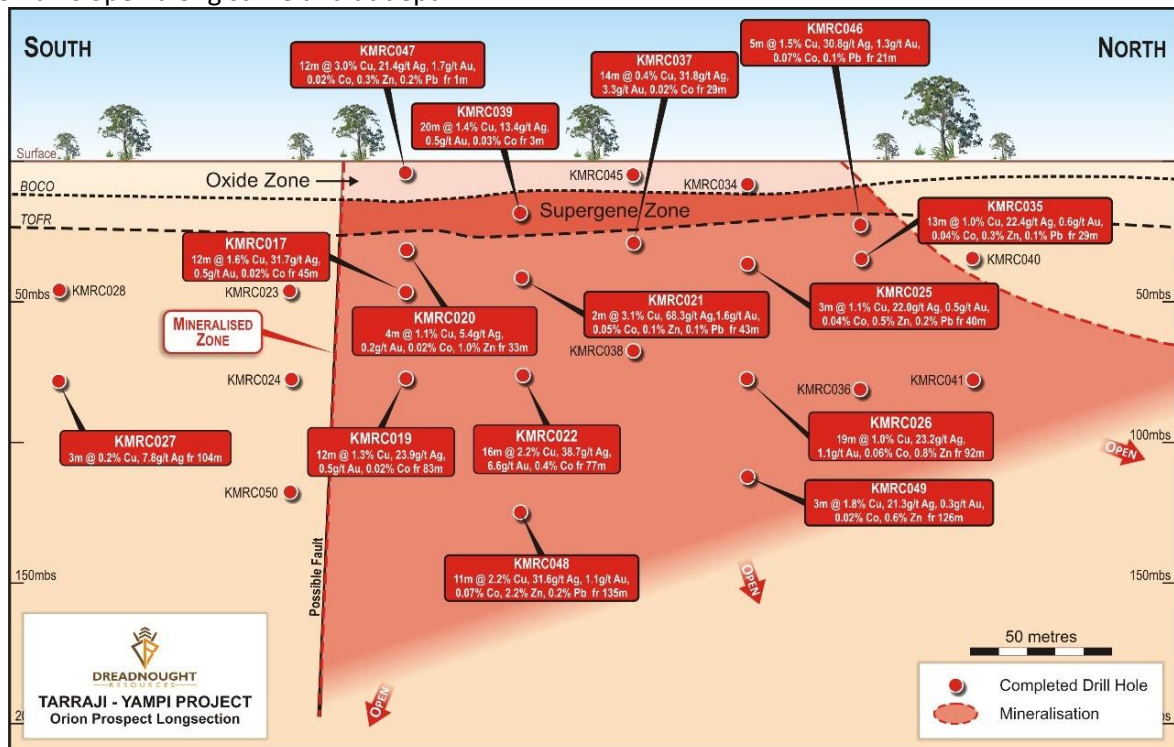 SOUTH
NORTH
KMRC047
12m @ 3.0% Cu, 21.4g/t Ag, 1.7g/t Au,
0.02% Co, 0.3% Zn, 0.2% Pb fr 1m
KMRC037
14m @ 0.4% Cu, 31.8g/t Ag,
3.3g/t Au, 0.02% Co fr 29m
KMRC046
5m @ 1.5% Cu, 30.8g/t Ag, 1.3g/t Au,
0.07% Co, 0.1% Pb fr 21m
KMRC039
20m @ 1.4% Cu, 13.4g/t Ag,
0.5g/t Au, 0.03% Co fr 3m
Surface
BOCO
TOFR
Oxide Zone
KMRC045
KMRC034
Supergene Zone
KMRC035
13m @ 1.0% Cu, 22.4g/t Ag, 0.6g/t Au,
0.04% Co, 0.3% Zn, 0.1% Pb fr 29m
KMRC017
12m @ 1.6% Cu, 31.7g/t Ag,
0.5g/t Au, 0.02% Co fr 45m
KMRC040
KMRC028
KMRC023
50mbs
50mbs
MINERALISED
ZONE
KMRC020
4m @ 1.1% Cu, 5.4g/t Ag,
0.2g/t Au, 0.02% Co, 1.0% Zn fr 33m
KMRC021
2m @ 3.1% Cu, 68.3g/t Ag,1.6g/t Au,
0.05% Co, 0.1% Zn, 0.1% Pb fr 43m
KMRC025
3m @ 1.1% Cu, 22.0g/t Ag, 0.5g/t Au,
0.04% Co, 0.5% Zn, 0.2% Pb fr 40m
KMRC038
KMRC024
KMRC036
KMRC041
KMRC027
3m @ 0.2% Cu, 7.8g/t Ag fr 104m
KMRC019
12m @ 1.3% Cu, 23.9g/t Ag,
0.5g/t Au, 0.02% Co fr 83m
KMRC022
16m @ 2.2% Cu, 38.7g/t Ag,
6.6g/t Au, 0.4% Co fr 77m
KMRC026
19m @ 1.0% Cu, 23.2g/t Ag,
1.1g/t Au, 0.06% Co, 0.8% Zn fr 92m
100mbs
OPEN
KMRC050
KMRC049
3m @ 1.8% Cu, 21.3g/t Ag, 0.3g/t Au,
0.02% Co, 0.6% Zn fr 126m
KMRC048
11m @ 2.2% Cu, 31.6g/t Ag, 1.1g/t Au,
0.07% Co, 2.2% Zn, 0.2% Pb fr 135m
150mbs
150mbs
Possible Fault
OPEN
OPEN
50 metres
DREADNOUGHT
RESOURCES
TARRAJI - YAMPI PROJECT
Orion Prospect Longsection
Completed Drill Hole
Mineralisation